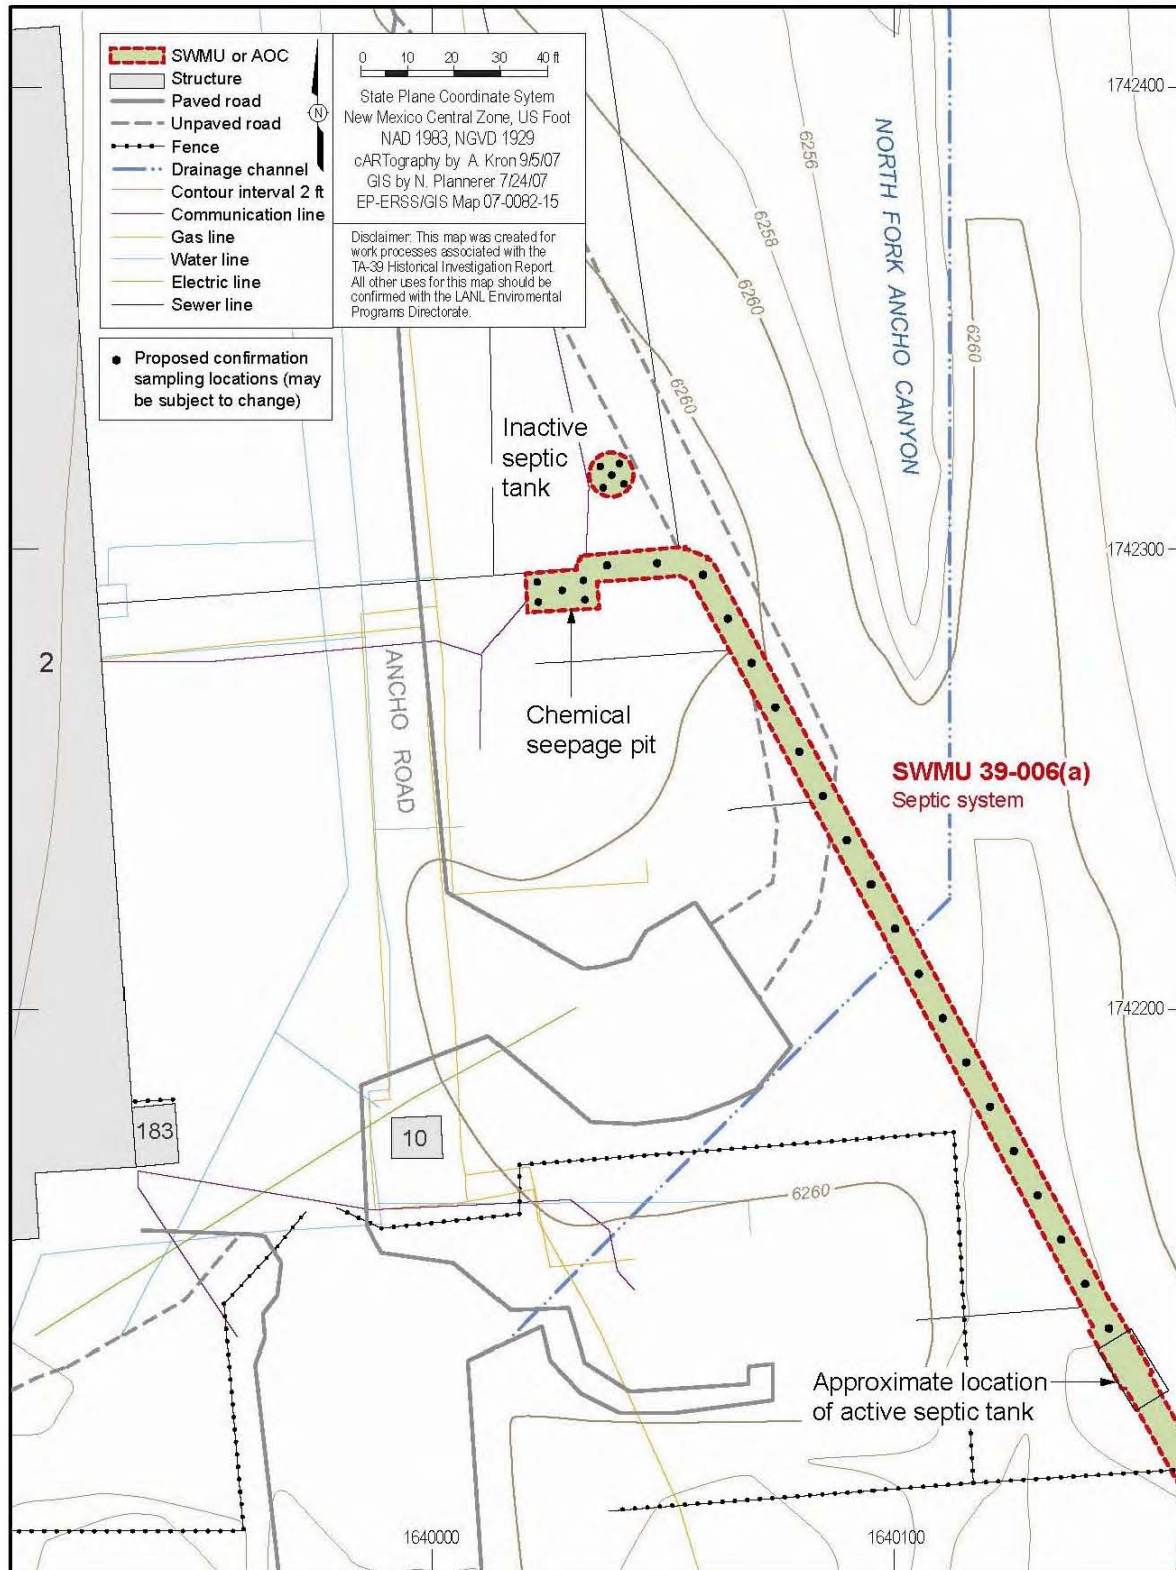 SWMU or AOC
Structure
Paved road
Unpaved road
Fence
Drainage channel
Contour interval 2 ft
Communication line
Gas line
Water line
Electric line
Sewer line
N
0 10 20 30 40 ft
State Plane Coordinate Sytem
New Mexico Central Zone, US Foot
NAD 1983, NGVD 1929
cARTography by A. Kron 9/5/07
GIS by N. Plannerer 7/24/07
EP-ERSS/GIS Map 07-0082-15
Disclaimer: This map was created for
work processes associated with the
TA-39 Historical Investigation Report.
All other uses for this map should be
confirmed with the LANL Enviromental
Programs Directorate.
Proposed confirmation
sampling locations (may
be subject to change)
1742400
6256
6258
6260
6260
6260
NORTH FORK ANCHO CANYON
Inactive
septic
tank
1742300
2
ANCHO ROAD
Chemical
seepage pit
SWMU 39-006(a)
Septic system
1742200
183
10
6260
Approximate location
of active septic tank
1640000
1640100